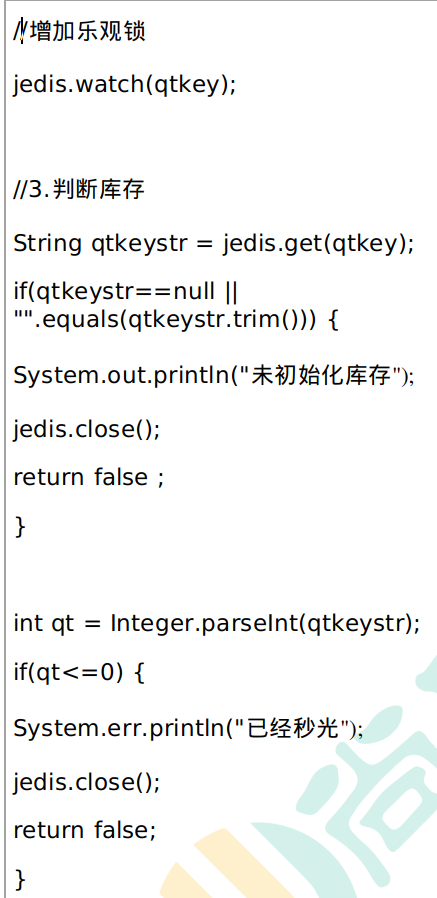 //增加乐观锁
jedis.watch(qtkey);
//3.判断库存
String qtkeystr = jedis.get(qtkey);
if(qtkeystr==null ||
"".equals(qtkeystr.trim())) {
System.out.println("未初始化库存");
jedis.close();
return false ;
}
int qt = Integer.parseInt(qtkeystr);
if(qt<=0) {
System.err.println("已经秒光");
jedis.close();
return false;
}